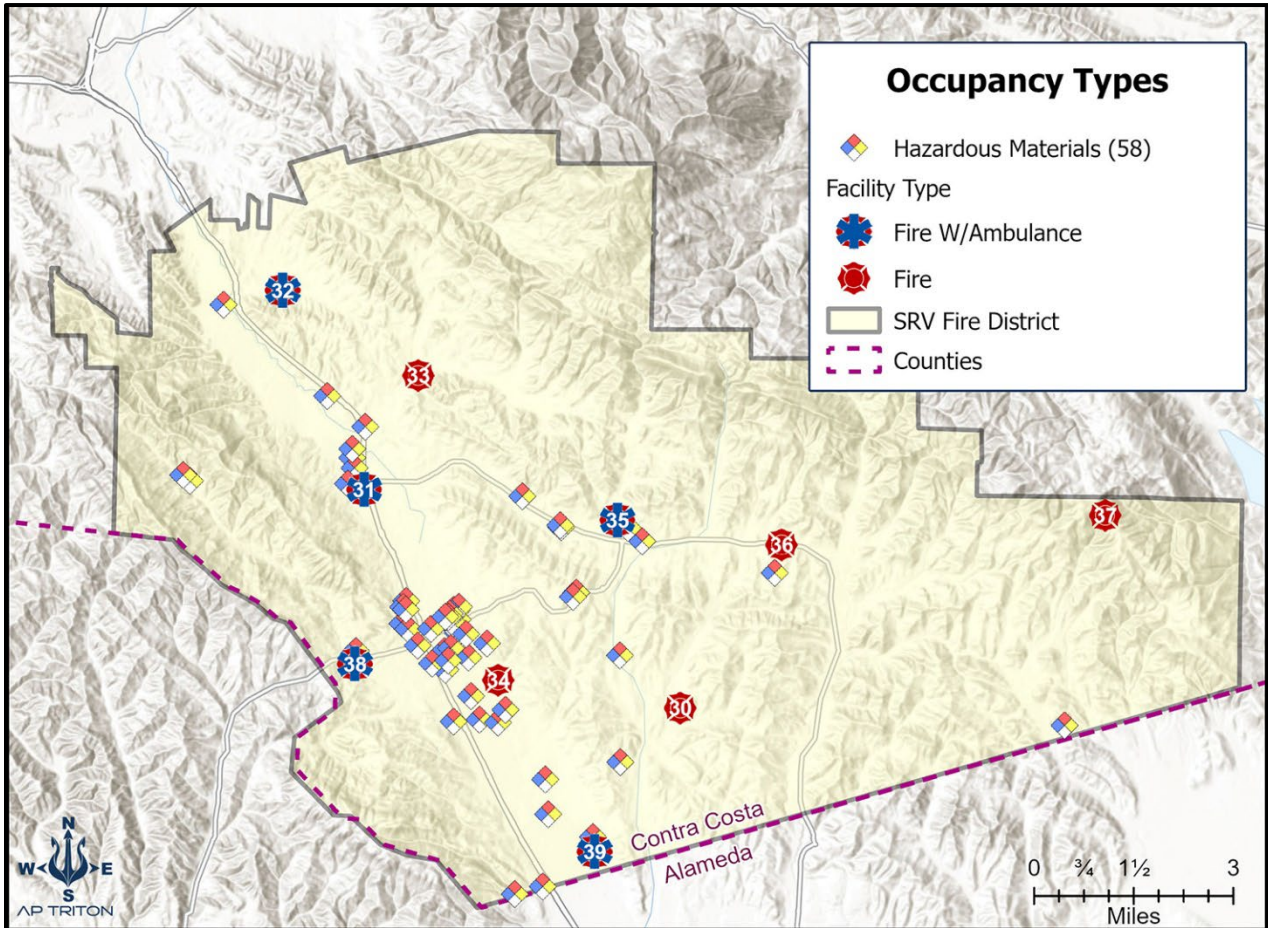 Occupancy Types
Hazardous Materials (58)
Facility Type
Fire W/Ambulance
Fire
SRV Fire District
Counties
32
33
31
35
36
37
38
34
30
39
Contra Costa
Alameda
N
W E
S
AP TRITON
0 ¾ 1½ 3
Miles